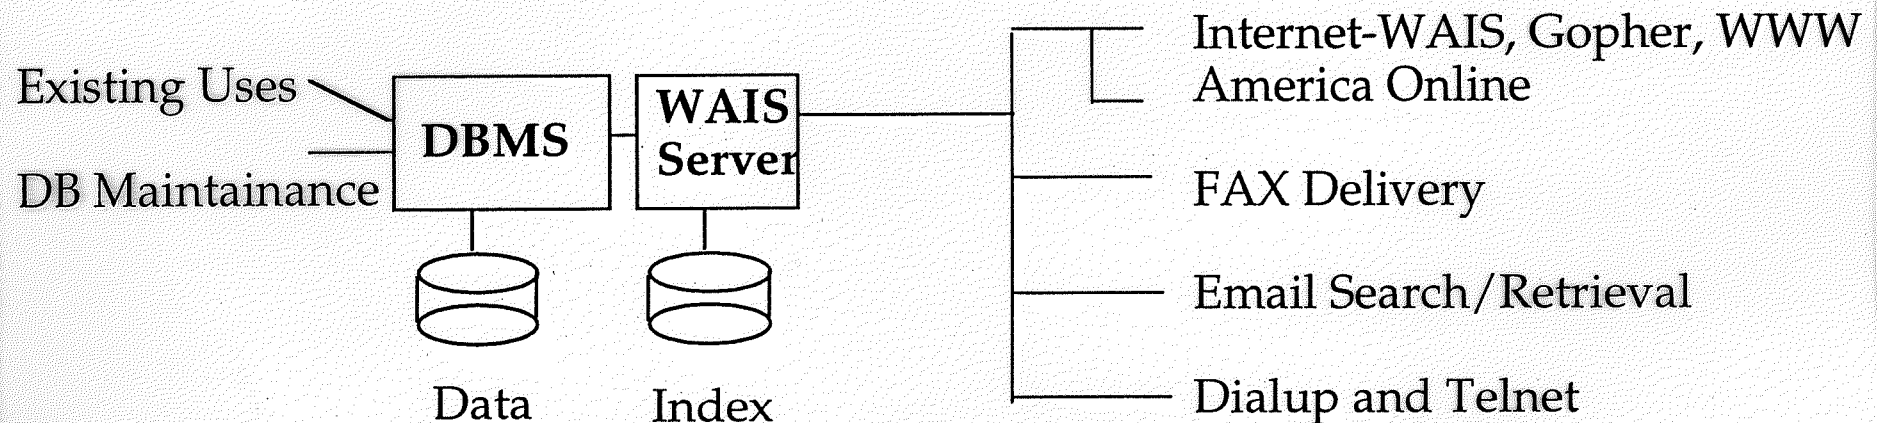 Existing Uses
DB Maintainance
DBMS
WAIS
Server
Data
Index
Internet-WAIS, Gopher, WWW
America Online
FAX Delivery
Email Search/Retrieval
Dialup and Telnet